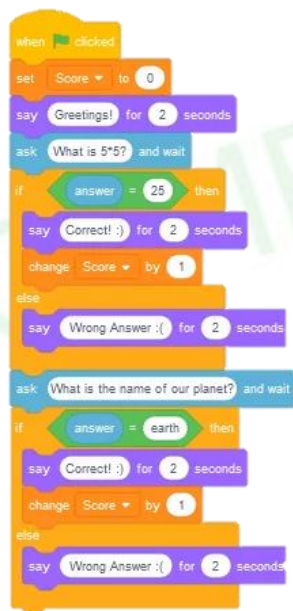 when clicked
set Score to 0
say Greetings! for 2 seconds
ask What is 5*5? and wait
if answer = 25 then
say Correct! :) for 2 seconds
change Score by 1
else
say Wrong Answer :( for 2 seconds
ask What is the name of our planet? and wait
if answer = earth then
say Correct! :) for 2 seconds
change Score by 1
else
say Wrong Answer :( for 2 seconds